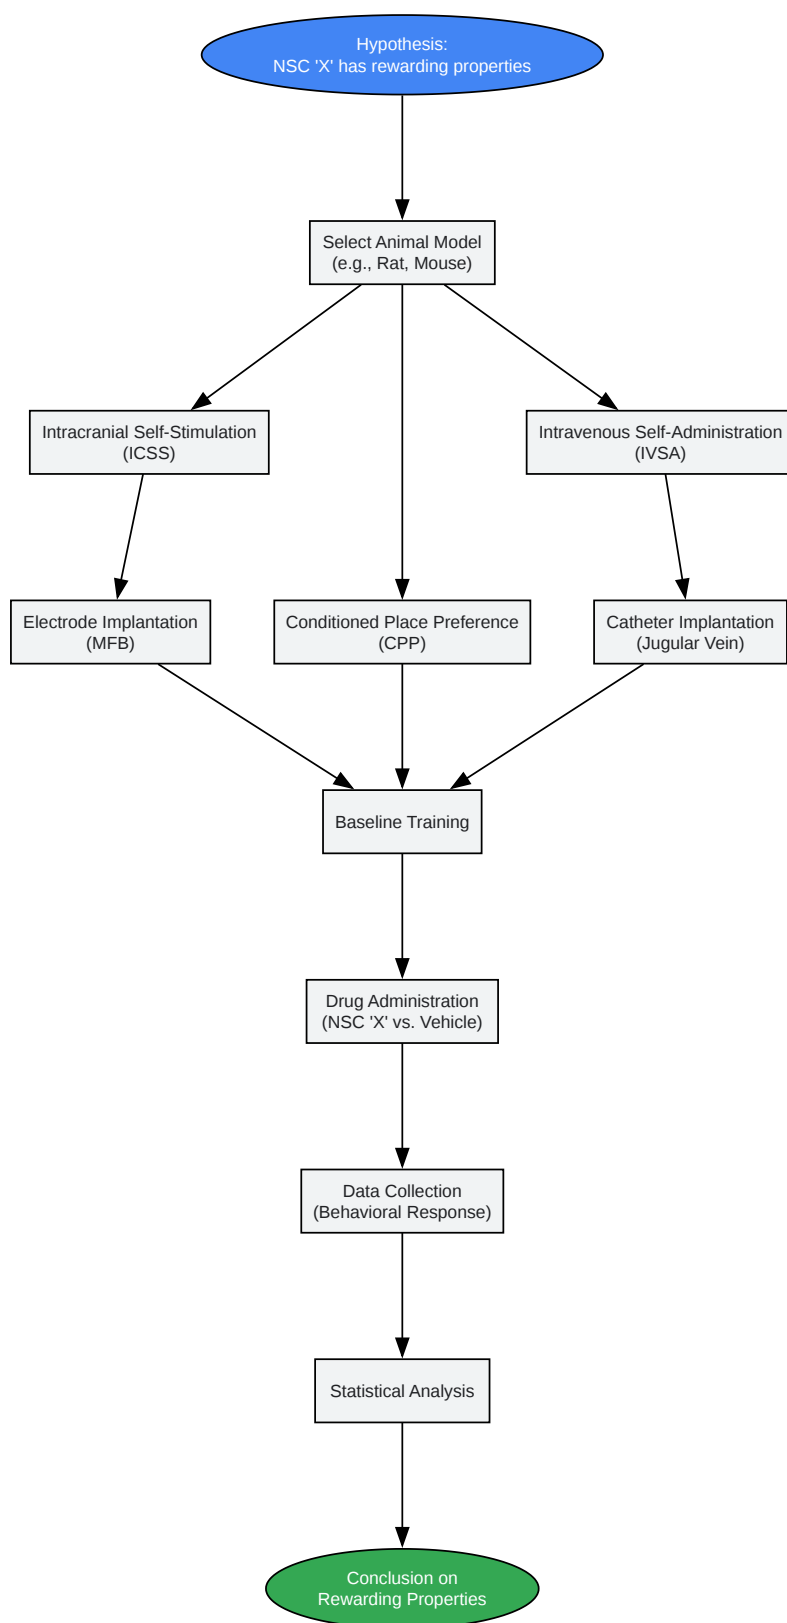 Hypothesis:
NSC 'X' has rewarding properties
Select Animal Model
(e.g., Rat, Mouse)
Intracranial Self-Stimulation
(ICSS)
Intravenous Self-Administration
(IVSA)
Electrode Implantation
(MFB)
Conditioned Place Preference
(CPP)
Catheter Implantation
(Jugular Vein)
Baseline Training
Drug Administration
(NSC 'X' vs. Vehicle)
Data Collection
(Behavioral Response)
Statistical Analysis
Conclusion on
Rewarding Properties